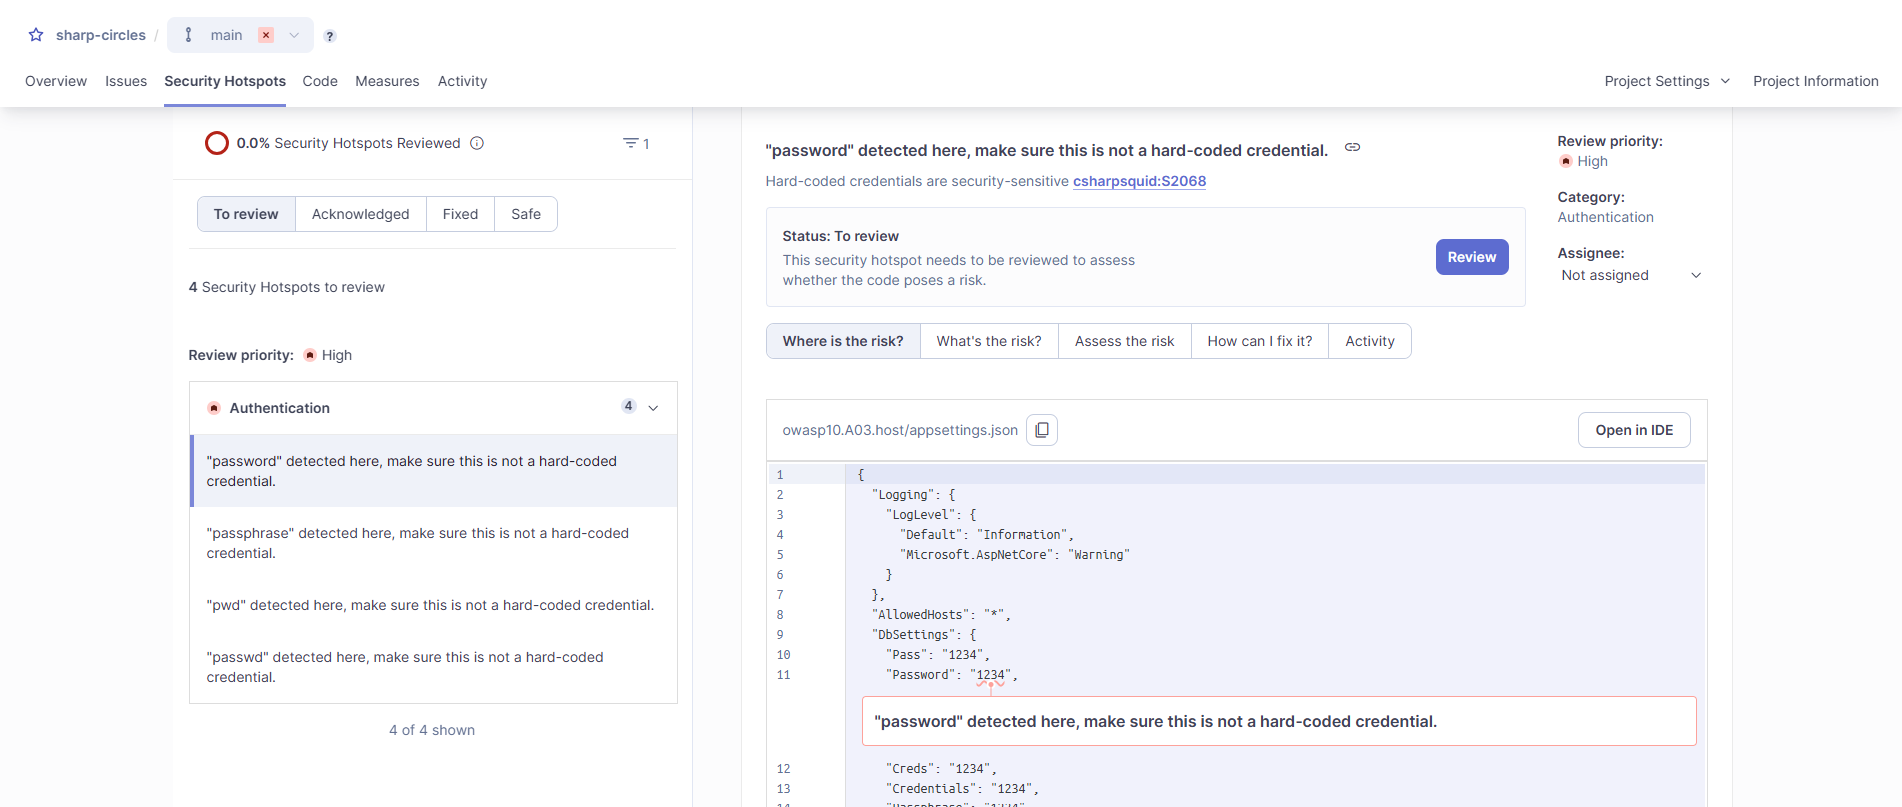 sharp-circles / main ?
Overview Issues Security Hotspots Code Measures Activity Project Settings Project Information
0.0% Security Hotspots Reviewed 1
To review Acknowledged Fixed Safe
4 Security Hotspots to review
Review priority: High
Authentication 4
"password" detected here, make sure this is not a hard-coded
credential.
"passphrase" detected here, make sure this is not a hard-coded
credential.
"pwd" detected here, make sure this is not a hard-coded credential.
"passwd" detected here, make sure this is not a hard-coded
credential.
4 of 4 shown
"password" detected here, make sure this is not a hard-coded credential.
Hard-coded credentials are security-sensitive csharpsquid:S2068
Status: To review
This security hotspot needs to be reviewed to assess
whether the code poses a risk.
Review
Review priority:
High
Category:
Authentication
Assignee:
Not assigned
Where is the risk? What's the risk? Assess the risk How can I fix it? Activity
owasp10.A03.host/appsettings.json Open in IDE
1 {
2 "Logging": {
3 "LogLevel": {
4 "Default": "Information",
5 "Microsoft.AspNetCore": "Warning"
6 }
7 },
8 "AllowedHosts": "*",
9 "DbSettings": {
10 "Pass": "1234",
11 "Password": "1234",
"password" detected here, make sure this is not a hard-coded credential.
12 "Creds": "1234",
13 "Credentials": "1234",